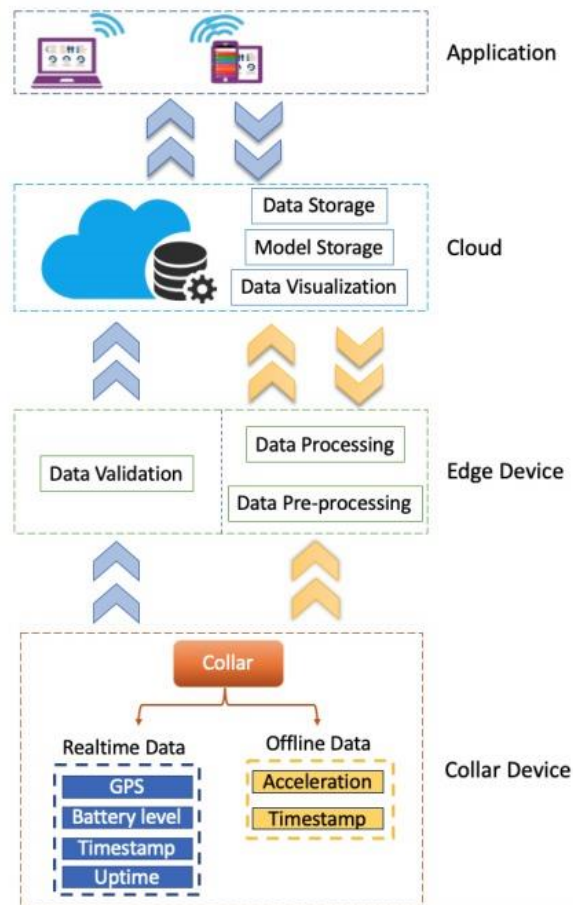 Application
Data Storage
Model Storage
Data Visualization
Cloud
Data Validation
Data Processing
Data Pre-processing
Edge Device
Collar
Realtime Data
GPS
Battery level
Timestamp
Uptime
Offline Data
Acceleration
Timestamp
Collar Device